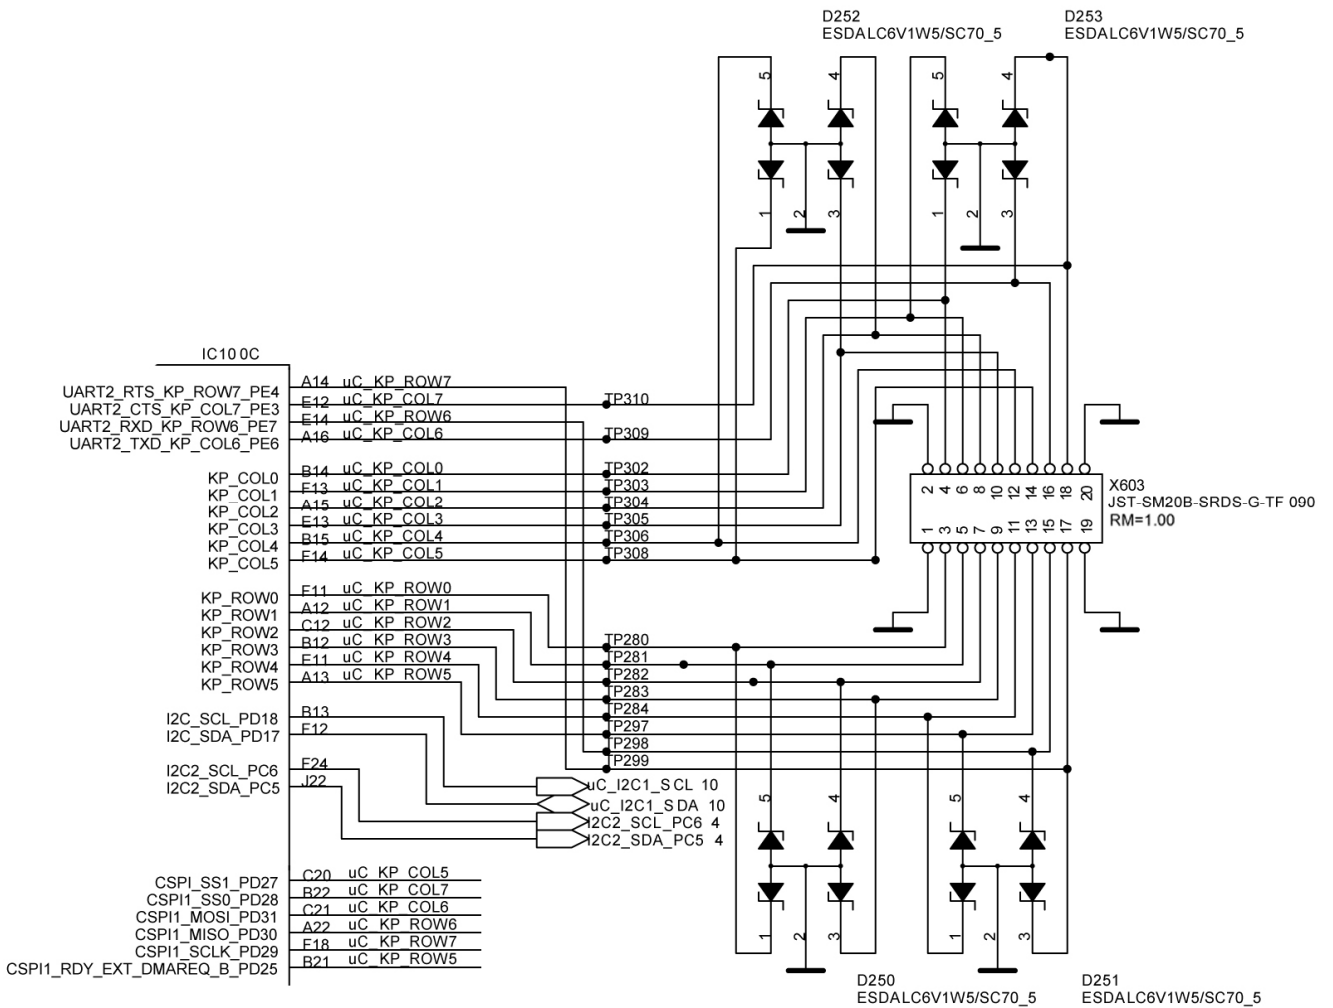 D252
ESDALC6V1W5/SC70_5
D253
ESDALC6V1W5/SC70_5
5
4
5
4
1
2
3
1
2
3
IC100C
UART2_RTS_KP_ROW7_PE4
A14
uC_KP_ROW7
UART2_CTS_KP_COL7_PE3
E12
uC_KP_COL7
TP310
UART2_RXD_KP_ROW6_PE7
E14
uC_KP_ROW6
UART2_TXD_KP_COL6_PE6
A16
uC_KP_COL6
TP309
KP_COL0
B14
uC_KP_COL0
TP302
KP_COL1
F13
uC_KP_COL1
TP303
KP_COL2
A15
uC_KP_COL2
TP304
KP_COL3
E13
uC_KP_COL3
TP305
KP_COL4
B15
uC_KP_COL4
TP306
KP_COL5
F14
uC_KP_COL5
TP308
2
4
6
8
10
12
14
16
18
20
1
3
5
7
9
11
13
15
17
19
X603
JST-SM20B-SRDS-G-TF 090
RM=1.00
KP_ROW0
F11
uC_KP_ROW0
KP_ROW1
A12
uC_KP_ROW1
KP_ROW2
C12
uC_KP_ROW2
KP_ROW3
B12
uC_KP_ROW3
KP_ROW4
E11
uC_KP_ROW4
KP_ROW5
A13
uC_KP_ROW5
TP280
TP281
TP282
TP283
TP284
TP297
TP298
TP299
I2C_SCL_PD18
B13
I2C_SDA_PD17
F12
I2C2_SCL_PC6
F24
I2C2_SDA_PC5
J22
uC_I2C1_SCL 10
uC_I2C1_SDA 10
I2C2_SCL_PC6 4
I2C2_SDA_PC5 4
5
4
5
4
1
2
3
1
2
3
CSPI_SS1_PD27
C20
uC_KP_COL5
CSPI1_SS0_PD28
B22
uC_KP_COL7
CSPI1_MOSI_PD31
C21
uC_KP_COL6
CSPI1_MISO_PD30
A22
uC_KP_ROW6
CSPI1_SCLK_PD29
F18
uC_KP_ROW7
CSPI1_RDY_EXT_DMAREQ_B_PD25
B21
uC_KP_ROW5
D250
ESDALC6V1W5/SC70_5
D251
ESDALC6V1W5/SC70_5